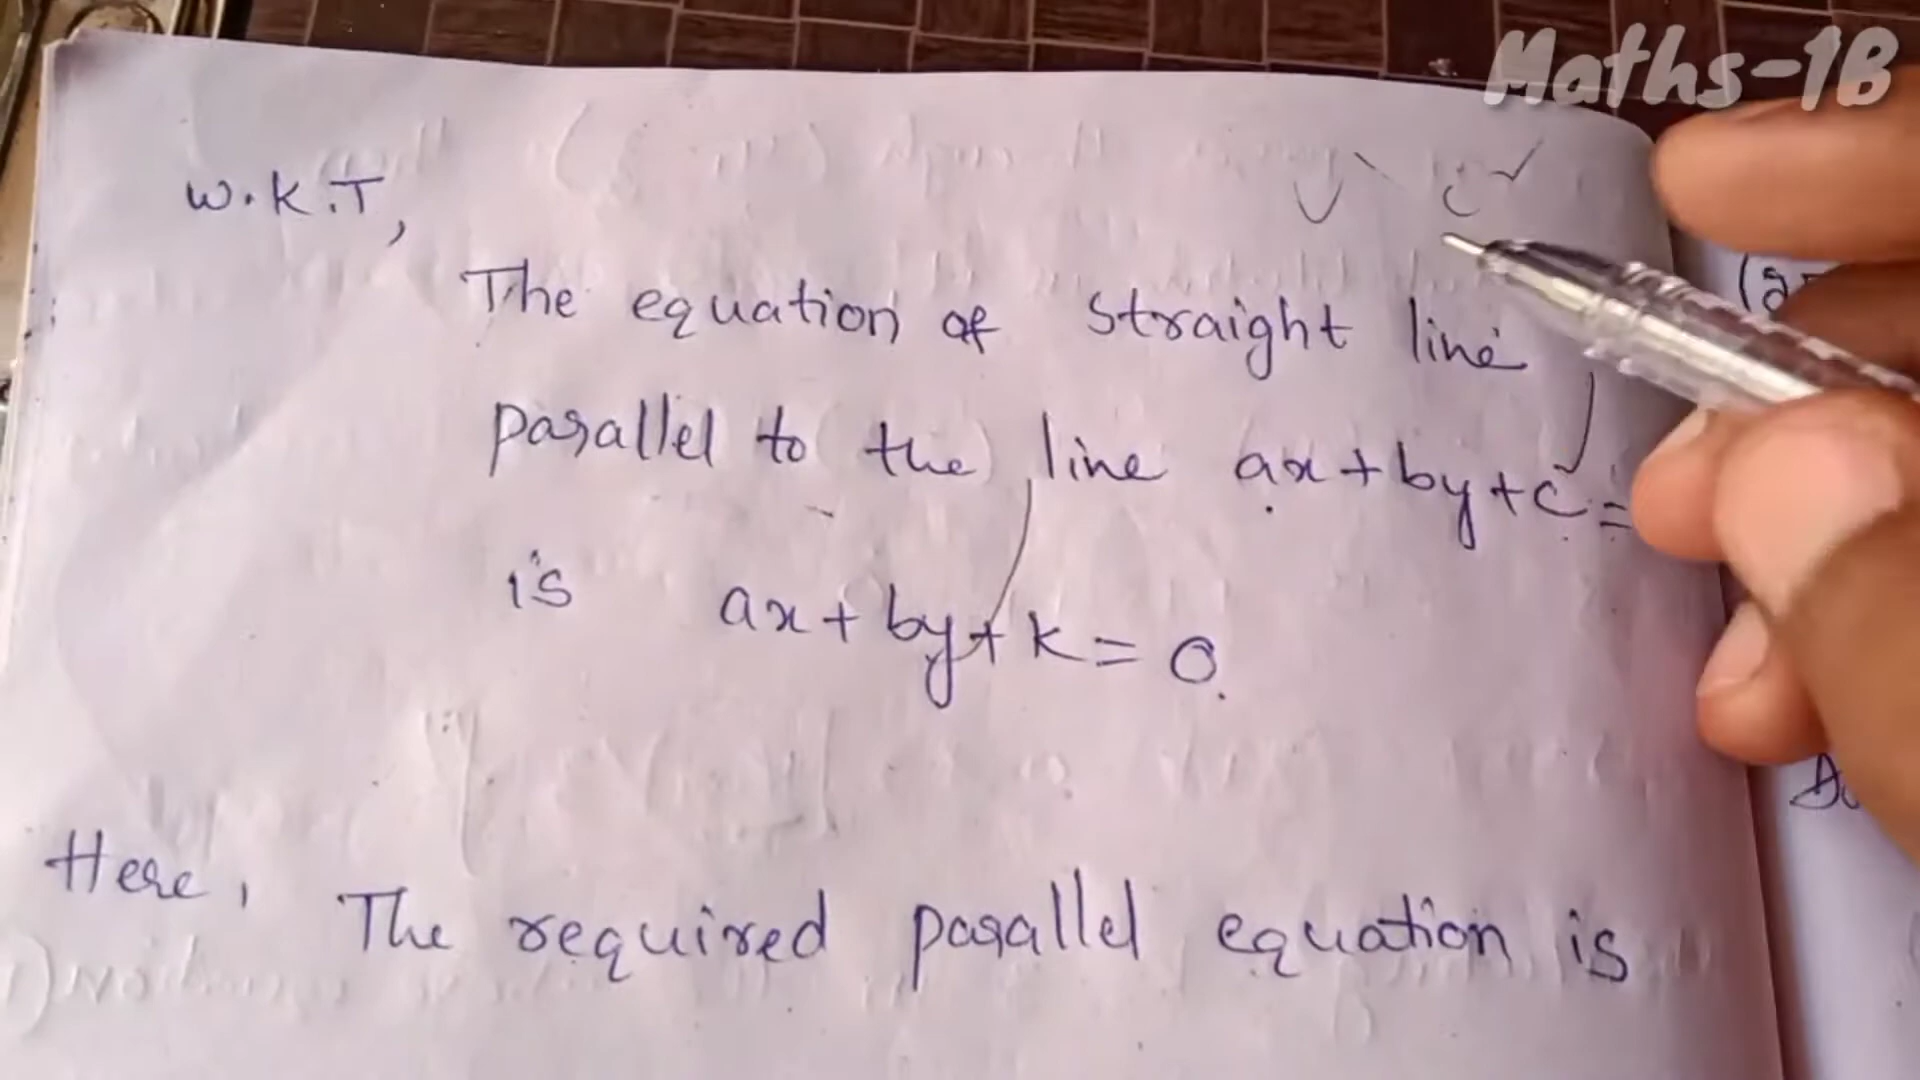 Maths-1B
W.K.T,
The equation of straight line
parallel to the line ax+by+c=
is ax+by+k=0.
Here, The required parallel equation is